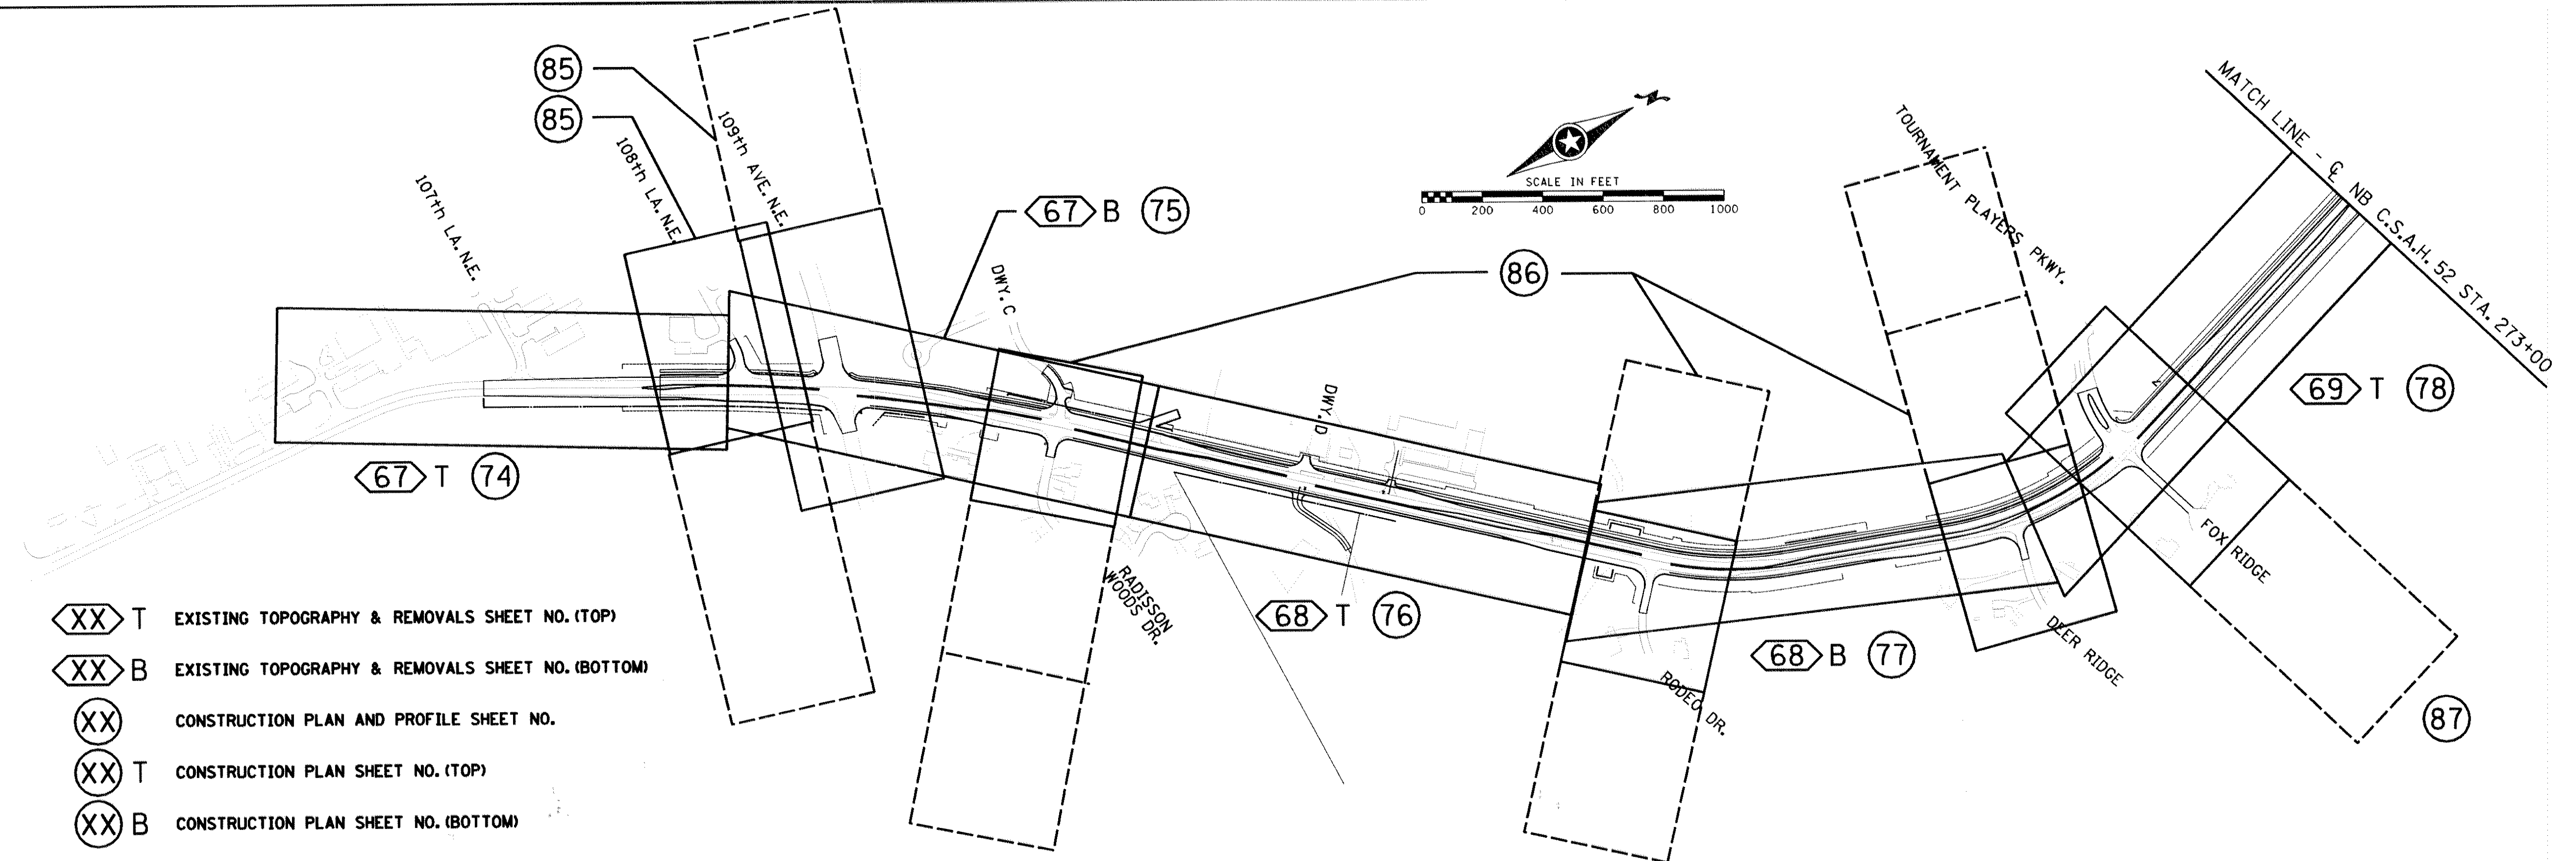 85
85
109th AVE. N.E.
108th LA. N.E.
107th LA. N.E.
67 B 75
DWY. C
N
SCALE IN FEET
0 200 400 600 800 1000
86
TOURNAMENT PLAYERS PKWY.
MATCH LINE - ℄ NB C.S.A.H. 52 STA. 273+00
69 T 78
67 T 74
DWY. D
RADISSON
WOODS DR.
68 T 76
RODEO DR.
68 B 77
DEER RIDGE
FOX RIDGE
87
XX T EXISTING TOPOGRAPHY & REMOVALS SHEET NO. (TOP)
XX B EXISTING TOPOGRAPHY & REMOVALS SHEET NO. (BOTTOM)
XX CONSTRUCTION PLAN AND PROFILE SHEET NO.
XX T CONSTRUCTION PLAN SHEET NO. (TOP)
XX B CONSTRUCTION PLAN SHEET NO. (BOTTOM)